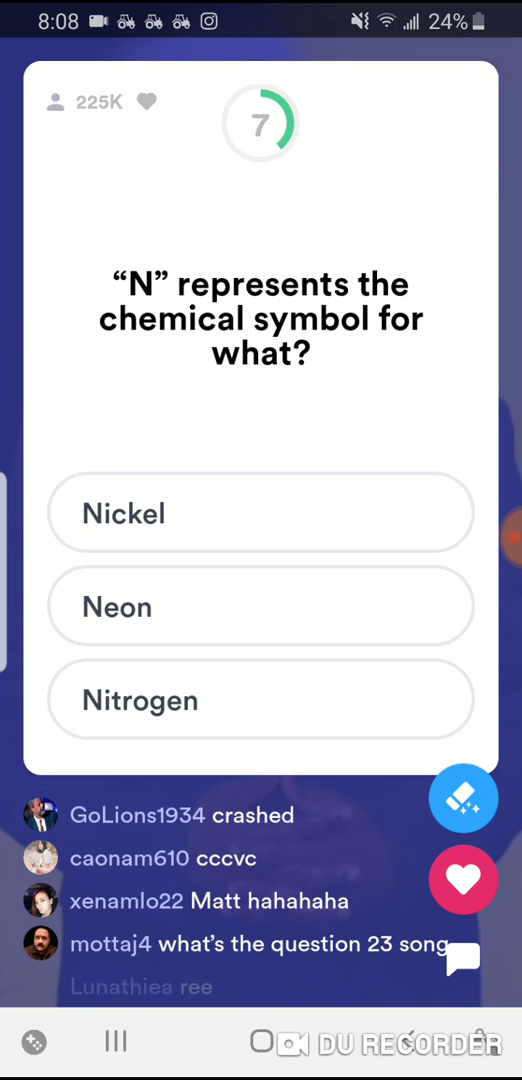 8:08
24%
225K
7
“N” represents the
chemical symbol for
what?
Nickel
Neon
Nitrogen
GoLions1934 crashed
caonam610 cccvc
xenamlo22 Matt hahahaha
mottaj4 what’s the question 23 song
Lunathiea ree
DU RECORDER